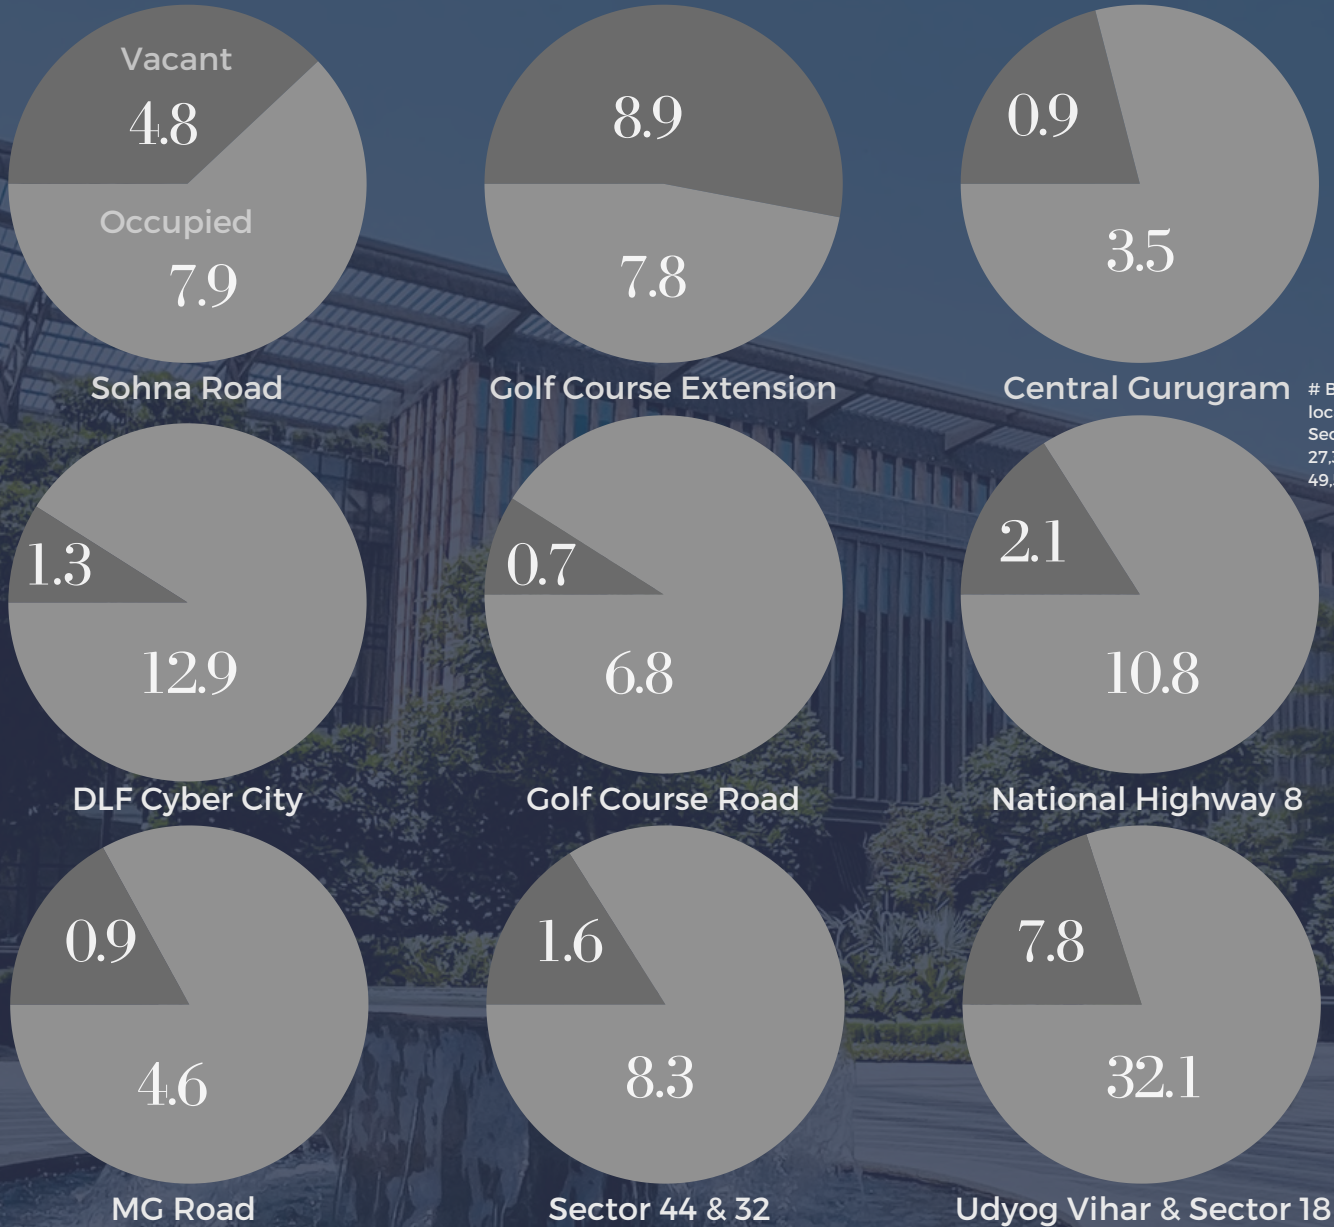 Vacant
4.8
Occupied
7.9
Sohna Road
8.9
7.8
Golf Course Extension
0.9
3.5
Central Gurugram
#
1.3
12.9
DLF Cyber City
0.7
6.8
Golf Course Road
2.1
10.8
National Highway 8
0.9
4.6
MG Road
1.6
8.3
Sector 44 & 32
7.8
32.1
Udyog Vihar & Sector 18